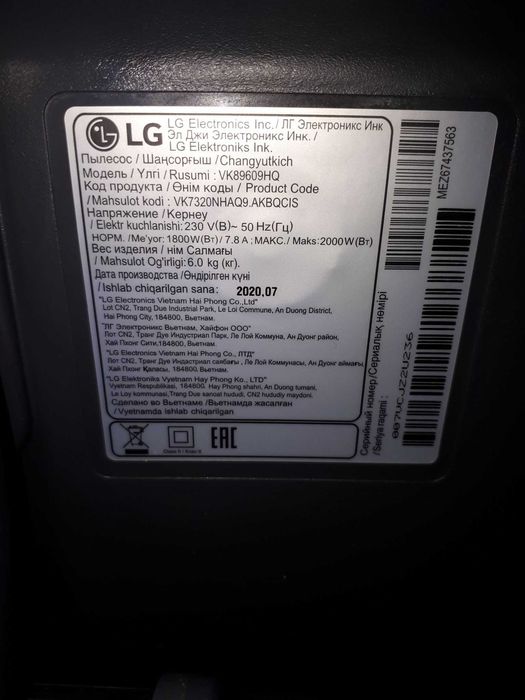 LG
LG Electronics Inc./ ЛГ Электроникс Инк
Эл Джи Электроникс Инк. /
LG Elektroniks Ink.
Пылесос / Шаңсорғыш /Changyutkich
Модель / Үлгі / Rusumi : VK89609HQ
Код продукта / Өнім коды / Product Code
/Mahsulot kodi : VK7320NHAQ9.AKBQCIS
Напряжение / Кернеу
/ Elektr kuchlanishi: 230 V(В)~ 50 Hz(Гц)
НОРМ. / Me'yor: 1800W(Вт)/ 7.8 A ; МАКС./ Maks:2000W(Вт)
Вес изделия / нім Салмағы
/ Mahsulot Og'irligi: 6.0 kg (кг).
Дата производства /Өндірілген күні
/ Ishlab chiqarilgan sana: 2020.07
"LG Electronics Vietnam Hai Phong Co.,Ltd"
Lot CN2, Trang Due Industrial Park, Le Loi Commune, An Duong District,
Hai Phong City, 184800, Вьетнам.
"ЛГ Электроникс Вьетнам, Хайфон ООО"
Лот CN2, Транг Дуе Индустриал Парк, Ле Лой Коммуна, Ан Дуонг район,
Хай Пхонг Сити,184800, Вьетнам.
"LG Electronics Vietnam Hai Phong Co., ЛТД"
Лот CN2, Транг Дуе Индастриал саябағы , Ле Лой Коммунасы, Ан Дуонг аймағы,
Хай Пхонг Қаласы, 184800, Вьетнам.
"LG Elektroniks Vyetnam Hay Phong Ko., LTD"
Vyetnam Respublikasi, 184800. Hay Phong shahri, An Duong tumani,
Le Loy kommunasi, Trang Due sanoat hududi, CN2 hududiy maydoni.
Сделано во Вьетнаме /Вьетнамда жасалған
/Vyetnamda ishlab chiqarilgan
Class II / Класс II
EAC
MEZ67437563
Серийный номер/Сериалық нөмірі
/Seriya raqami :
007VCJZ2U236